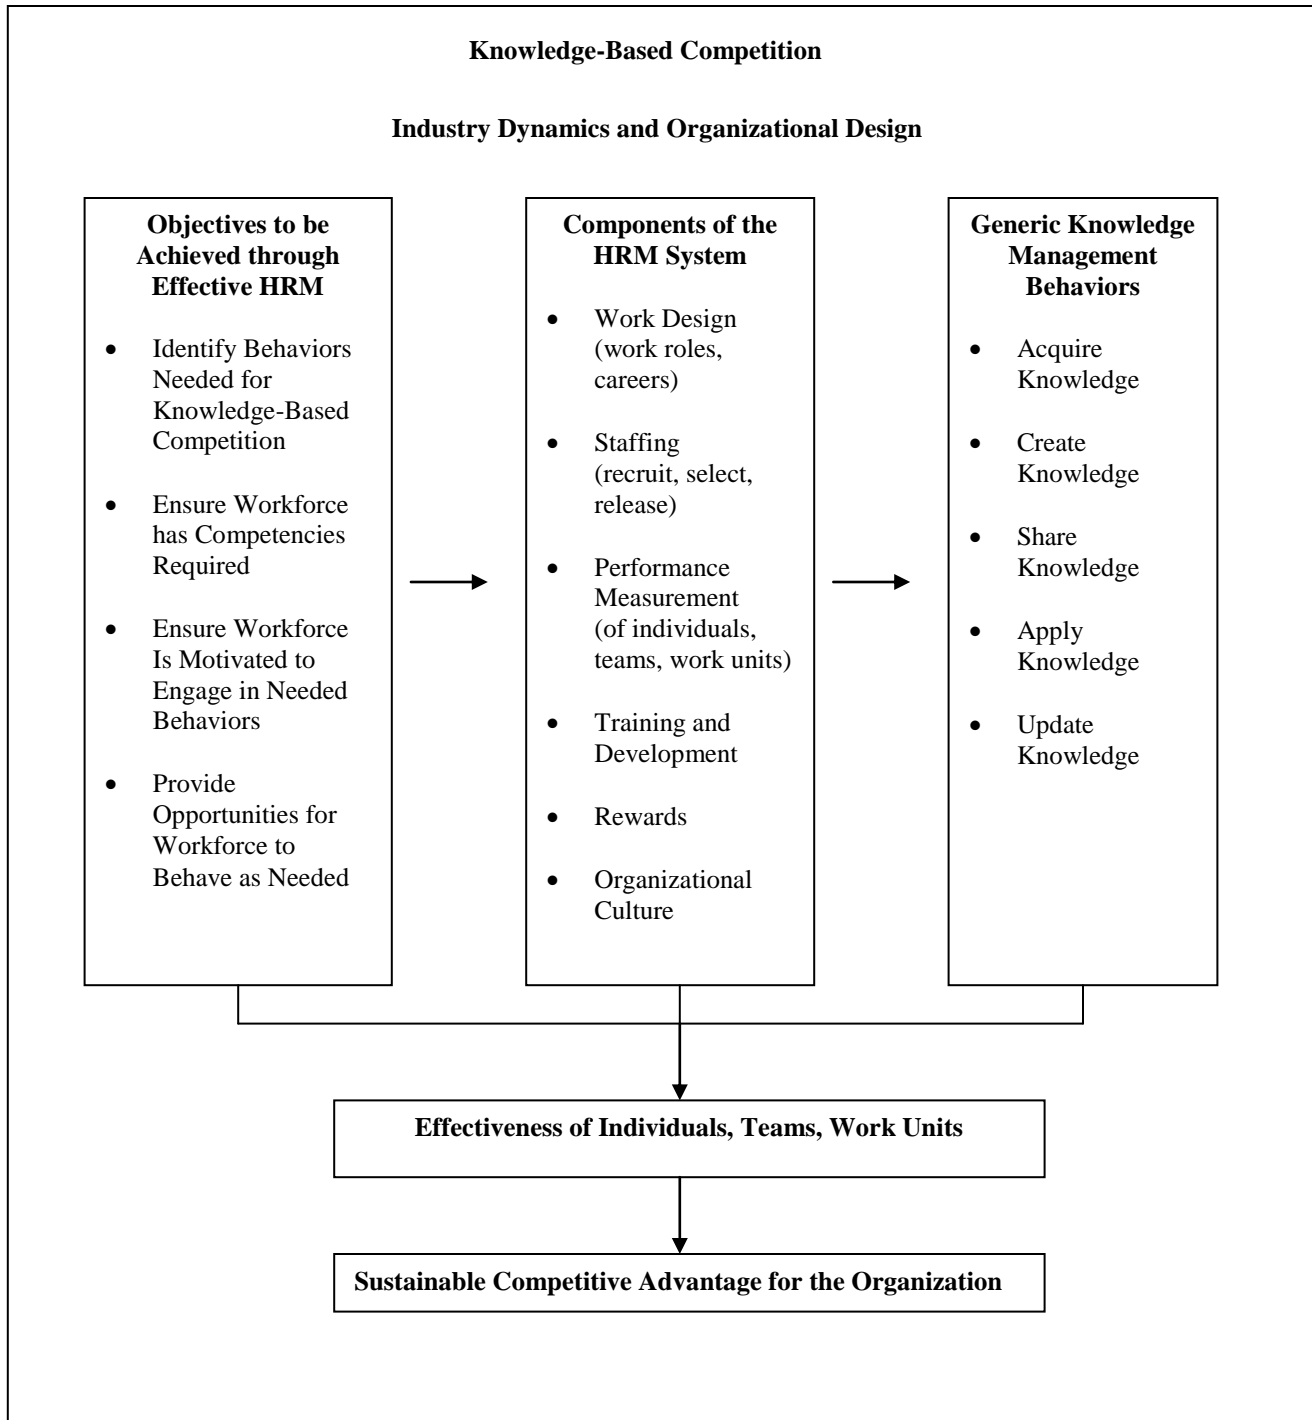 Knowledge-Based Competition
Industry Dynamics and Organizational Design
Objectives to be
Achieved through
Effective HRM
• Identify Behaviors
Needed for
Knowledge-Based
Competition
• Ensure Workforce
has Competencies
Required
• Ensure Workforce
Is Motivated to
Engage in Needed
Behaviors
• Provide
Opportunities for
Workforce to
Behave as Needed
Components of the
HRM System
• Work Design
(work roles,
careers)
• Staffing
(recruit, select,
release)
• Performance
Measurement
(of individuals,
teams, work units)
• Training and
Development
• Rewards
• Organizational
Culture
Generic Knowledge
Management
Behaviors
• Acquire
Knowledge
• Create
Knowledge
• Share
Knowledge
• Apply
Knowledge
• Update
Knowledge
Effectiveness of Individuals, Teams, Work Units
Sustainable Competitive Advantage for the Organization